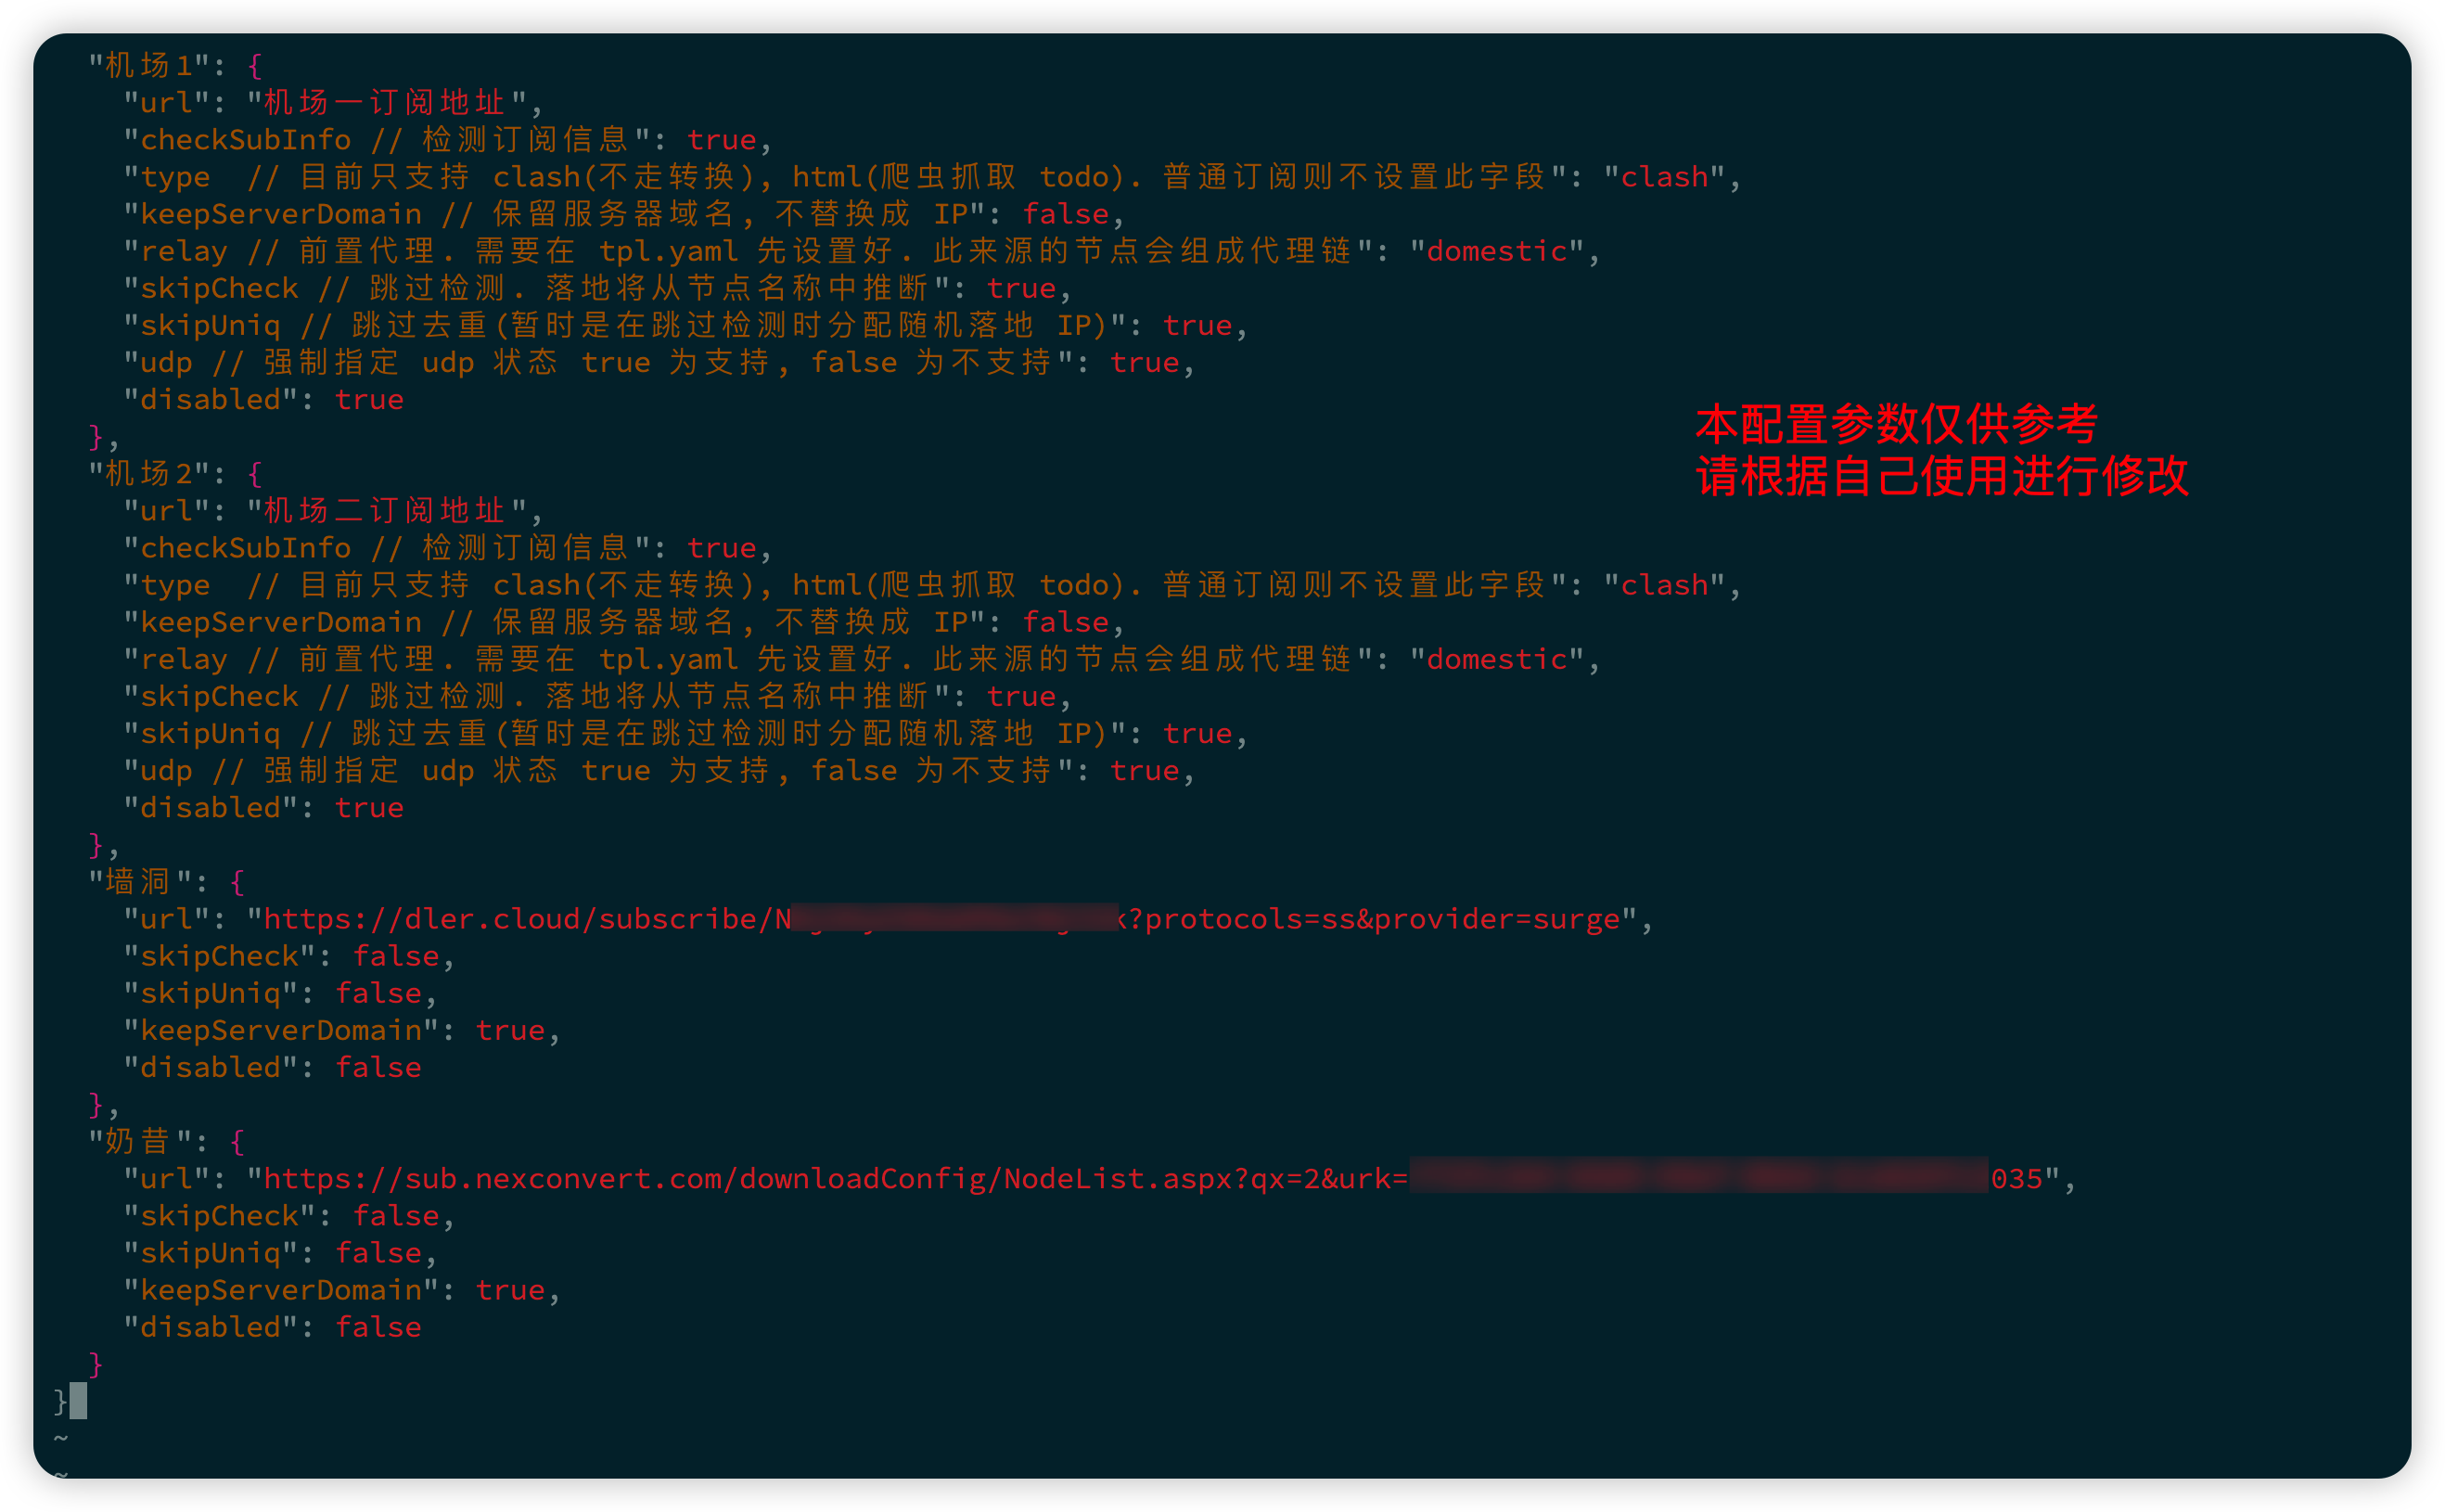 "机场1": {
"url": "机场一订阅地址",
"checkSubInfo // 检测订阅信息": true,
"type  // 目前只支持 clash(不走转换), html(爬虫抓取 todo). 普通订阅则不设置此字段": "clash",
"keepServerDomain // 保留服务器域名, 不替换成 IP": false,
"relay // 前置代理. 需要在 tpl.yaml 先设置好. 此来源的节点会组成代理链": "domestic",
"skipCheck // 跳过检测. 落地将从节点名称中推断": true,
"skipUniq // 跳过去重(暂时是在跳过检测时分配随机落地 IP)": true,
"udp // 强制指定 udp 状态 true 为支持, false 为不支持": true,
"disabled": true
},
本配置参数仅供参考
请根据自己使用进行修改
"机场2": {
"url": "机场二订阅地址",
"checkSubInfo // 检测订阅信息": true,
"type  // 目前只支持 clash(不走转换), html(爬虫抓取 todo). 普通订阅则不设置此字段": "clash",
"keepServerDomain // 保留服务器域名, 不替换成 IP": false,
"relay // 前置代理. 需要在 tpl.yaml 先设置好. 此来源的节点会组成代理链": "domestic",
"skipCheck // 跳过检测. 落地将从节点名称中推断": true,
"skipUniq // 跳过去重(暂时是在跳过检测时分配随机落地 IP)": true,
"udp // 强制指定 udp 状态 true 为支持, false 为不支持": true,
"disabled": true
},
"墙洞": {
"url": "https://dler.cloud/subscribe/N k?protocols=ss&provider=surge",
"skipCheck": false,
"skipUniq": false,
"keepServerDomain": true,
"disabled": false
},
"奶昔": {
"url": "https://sub.nexconvert.com/downloadConfig/NodeList.aspx?qx=2&urk= 035",
"skipCheck": false,
"skipUniq": false,
"keepServerDomain": true,
"disabled": false
}
}
~
~